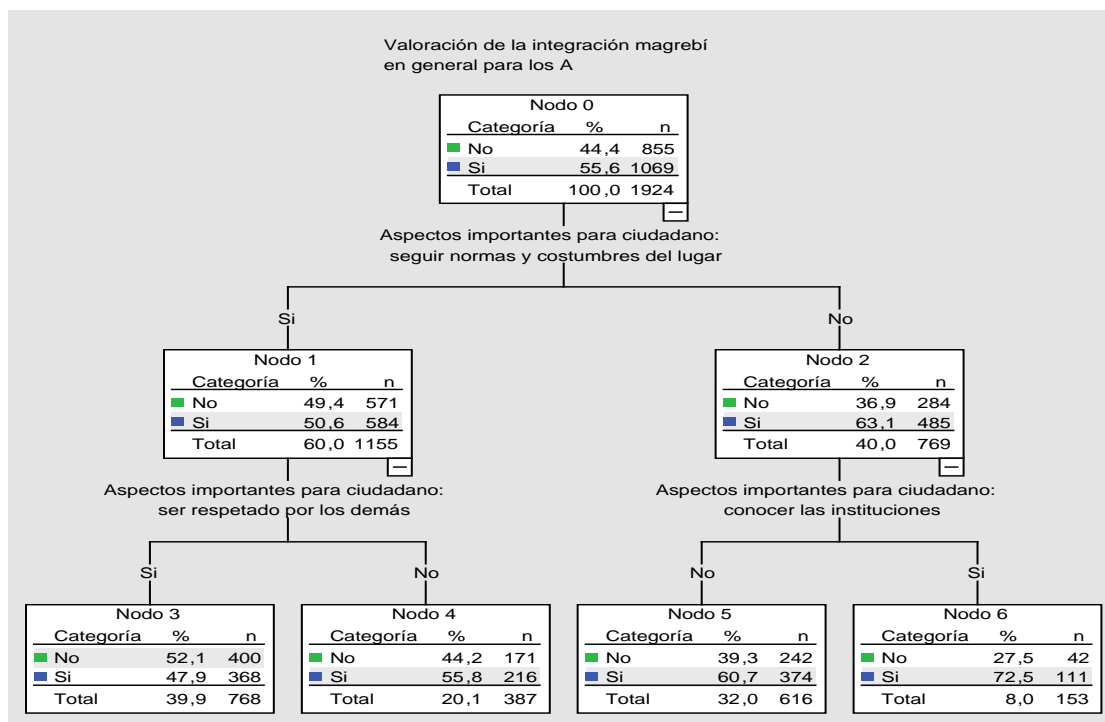 Valoración de la integración magrebí
en general para los A
Nodo 0
Categoría % n
No 44,4 855
Si 55,6 1069
Total 100,0 1924
Aspectos importantes para ciudadano:
seguir normas y costumbres del lugar
Si
No
Nodo 1
Categoría % n
No 49,4 571
Si 50,6 584
Total 60,0 1155
Nodo 2
Categoría % n
No 36,9 284
Si 63,1 485
Total 40,0 769
Aspectos importantes para ciudadano:
ser respetado por los demás
Aspectos importantes para ciudadano:
conocer las instituciones
Si
No
No
Si
Nodo 3
Categoría % n
No 52,1 400
Si 47,9 368
Total 39,9 768
Nodo 4
Categoría % n
No 44,2 171
Si 55,8 216
Total 20,1 387
Nodo 5
Categoría % n
No 39,3 242
Si 60,7 374
Total 32,0 616
Nodo 6
Categoría % n
No 27,5 42
Si 72,5 111
Total 8,0 153